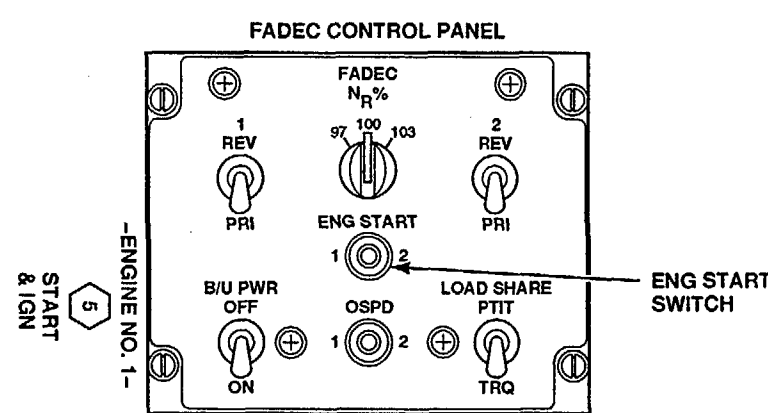 FADEC CONTROL PANEL
FADEC
NR%
97 100 103
1
REV
PRI
2
REV
PRI
ENG START
1 2
ENG START
SWITCH
B/U PWR
OFF
ON
OSPD
1 2
LOAD SHARE
PTIT
TRQ
-ENGINE NO. 1-
5
START
& IGN